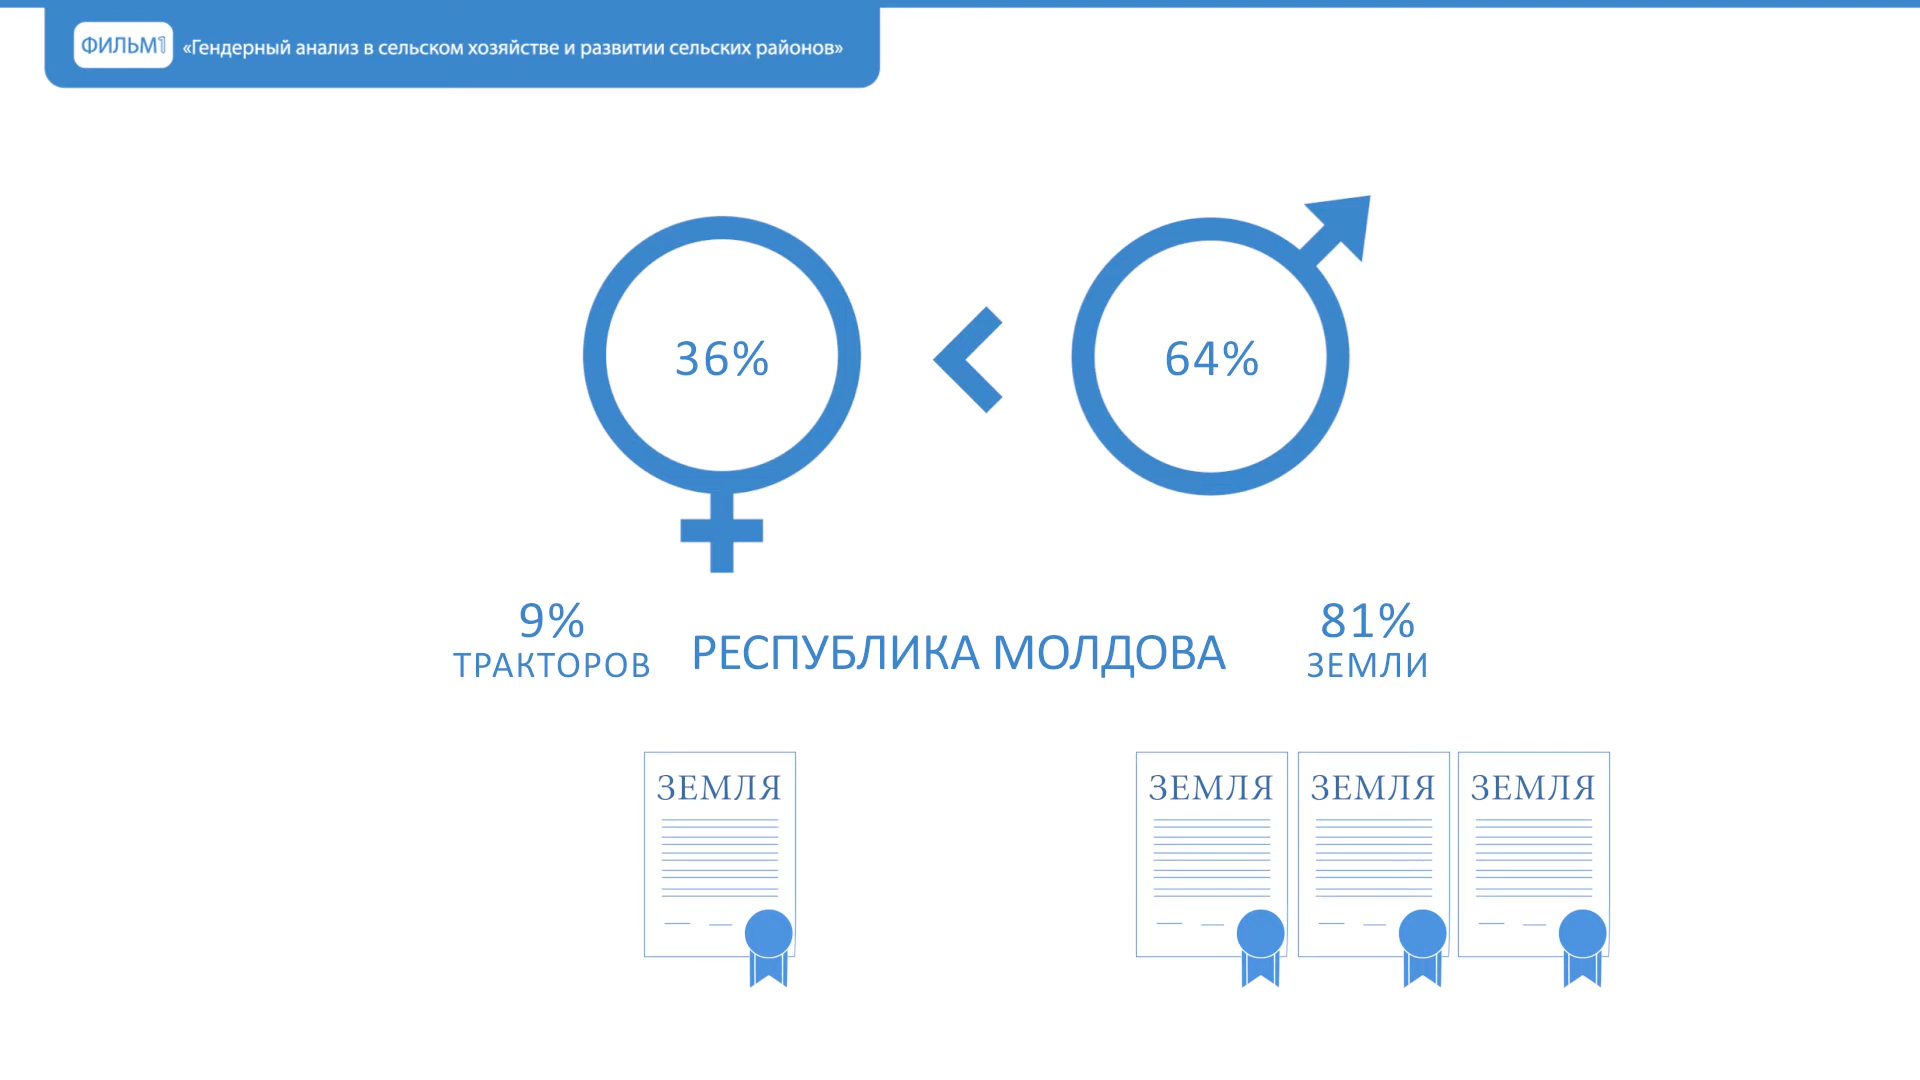 ФИЛЬМ1 «Гендерный анализ в сельском хозяйстве и развитии сельских районов»
36% < 64%
9%
ТРАКТОРОВ
РЕСПУБЛИКА МОЛДОВА
81%
ЗЕМЛИ
ЗЕМЛЯ
ЗЕМЛЯ
ЗЕМЛЯ
ЗЕМЛЯ